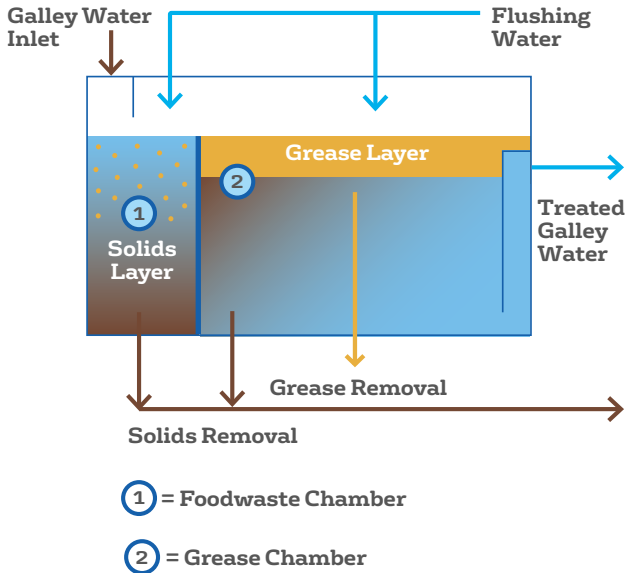 Galley Water
Inlet
Flushing
Water
Grease Layer
2
1
Solids
Layer
Treated
Galley
Water
Grease Removal
Solids Removal
1 = Foodwaste Chamber
2 = Grease Chamber